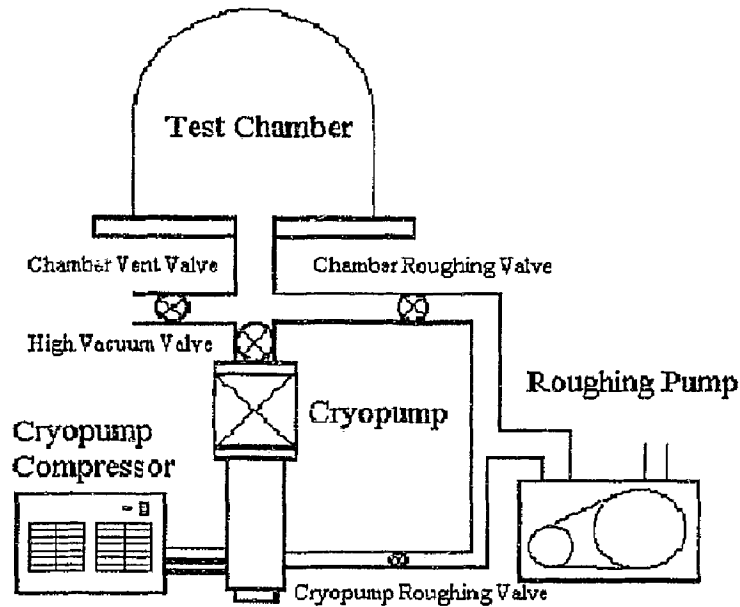 Test Chamber
Chamber Vent Valve
Chamber Roughing Valve
High Vacuum Valve
Roughing Pump
Cryopump
Cryopump
Compressor
Cryopump Roughing Valve